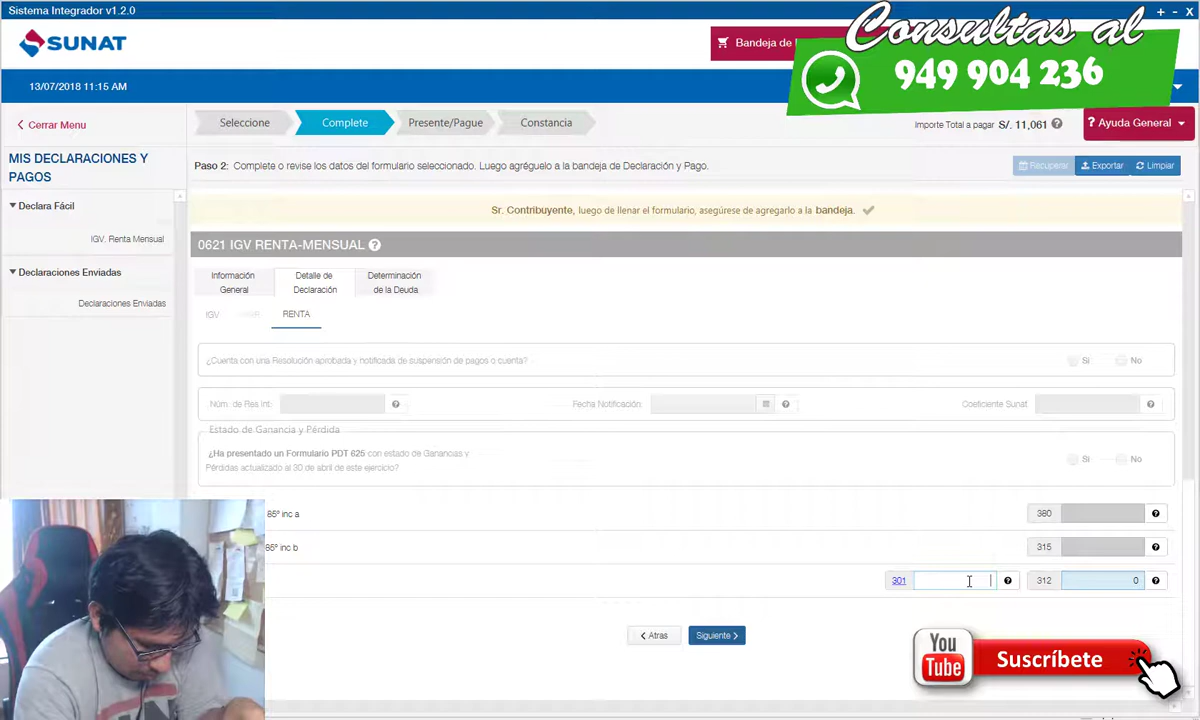 Sistema Integrador v1.2.0
+ - X
SUNAT
Bandeja de
Consultas al
949 904 236
13/07/2018 11:15 AM
Cerrar Menu
Seleccione
Complete
Presente/Pague
Constancia
Importe Total a pagar S/. 11,061
? Ayuda General
MIS DECLARACIONES Y
PAGOS
Paso 2: Complete o revise los datos del formulario seleccionado. Luego agréguelo a la bandeja de Declaración y Pago.
Recuperar
Exportar
Limpiar
Declara Fácil
IGV. Renta Mensual
Declaraciones Enviadas
Declaraciones Enviadas
Sr. Contribuyente, luego de llenar el formulario, asegúrese de agregarlo a la bandeja.
0621 IGV RENTA-MENSUAL ?
Información
General
Detalle de
Declaración
Determinación
de la Deuda
IGV
RENTA
¿Cuenta con una Resolución aprobada y notificada de suspensión de pagos o cuenta?
Si
No
Núm. de Res Int:
Fecha Notificación:
Coeficiente Sunat
Estado de Ganancia y Pérdida
¿Ha presentado un Formulario PDT 625 con estado de Ganancias y
Pérdidas actualizado al 30 de abril de este ejercicio?
Si
No
85º inc a
380
85º inc b
315
301
312
0
Atras
Siguiente
You
Tube
Suscríbete